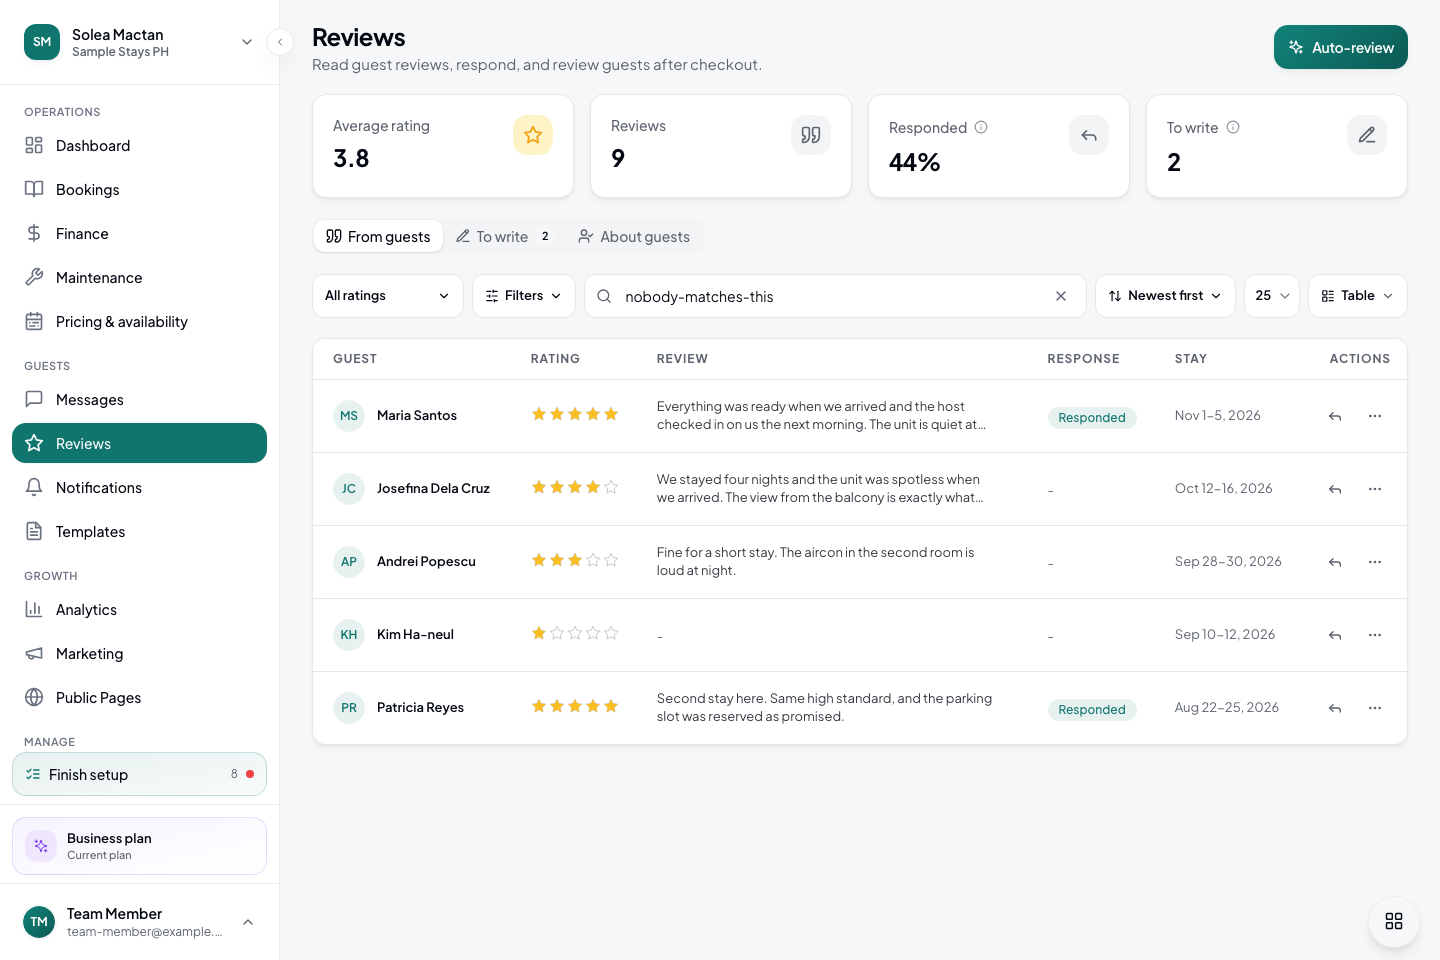 SM
Solea Mactan
Sample Stays PH
OPERATIONS
Dashboard
Bookings
Finance
Maintenance
Pricing & availability
GUESTS
Messages
Reviews
Notifications
Templates
GROWTH
Analytics
Marketing
Public Pages
MANAGE
Finish setup 8
Business plan
Current plan
TM
Team Member
team-member@example....
Reviews
Read guest reviews, respond, and review guests after checkout.
Auto-review
Average rating
3.8
Reviews
9
Responded
44%
To write
2
From guests To write 2 About guests
All ratings Filters nobody-matches-this Newest first 25 Table
GUEST RATING REVIEW RESPONSE STAY ACTIONS
MS Maria Santos
Everything was ready when we arrived and the host
checked in on us the next morning. The unit is quiet at...
Responded Nov 1–5, 2026
JC Josefina Dela Cruz
We stayed four nights and the unit was spotless when
we arrived. The view from the balcony is exactly what...
- Oct 12–16, 2026
AP Andrei Popescu
Fine for a short stay. The aircon in the second room is
loud at night.
- Sep 28–30, 2026
KH Kim Ha-neul - - Sep 10–12, 2026
PR Patricia Reyes
Second stay here. Same high standard, and the parking
slot was reserved as promised.
Responded Aug 22–25, 2026